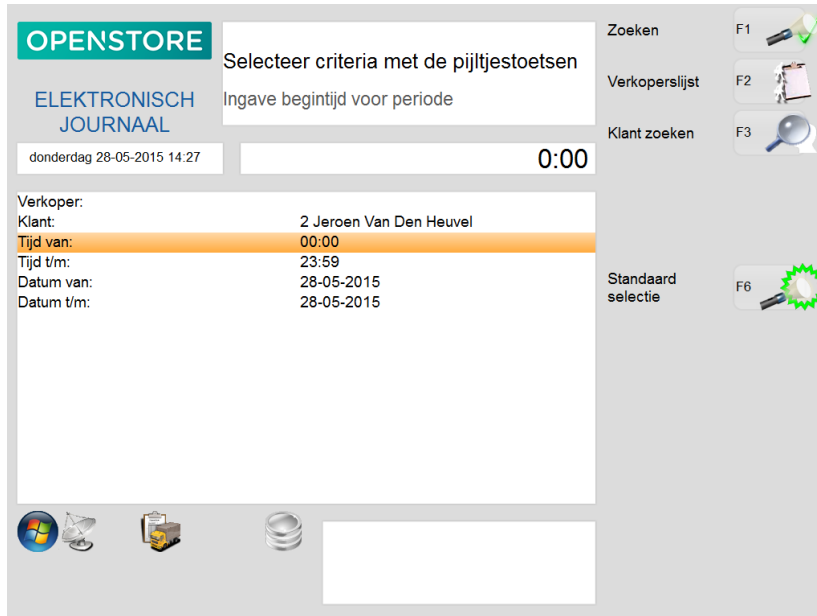 OPENSTORE
ELEKTRONISCH
JOURNAAL
Selecteer criteria met de pijltjestoetsen
Ingave begintijd voor periode
donderdag 28-05-2015 14:27
0:00
Verkoper:
Klant: 2 Jeroen Van Den Heuvel
Tijd van: 00:00
Tijd t/m: 23:59
Datum van: 28-05-2015
Datum t/m: 28-05-2015
Zoeken F1
Verkoperslijst F2
Klant zoeken F3
Standaard
selectie F6